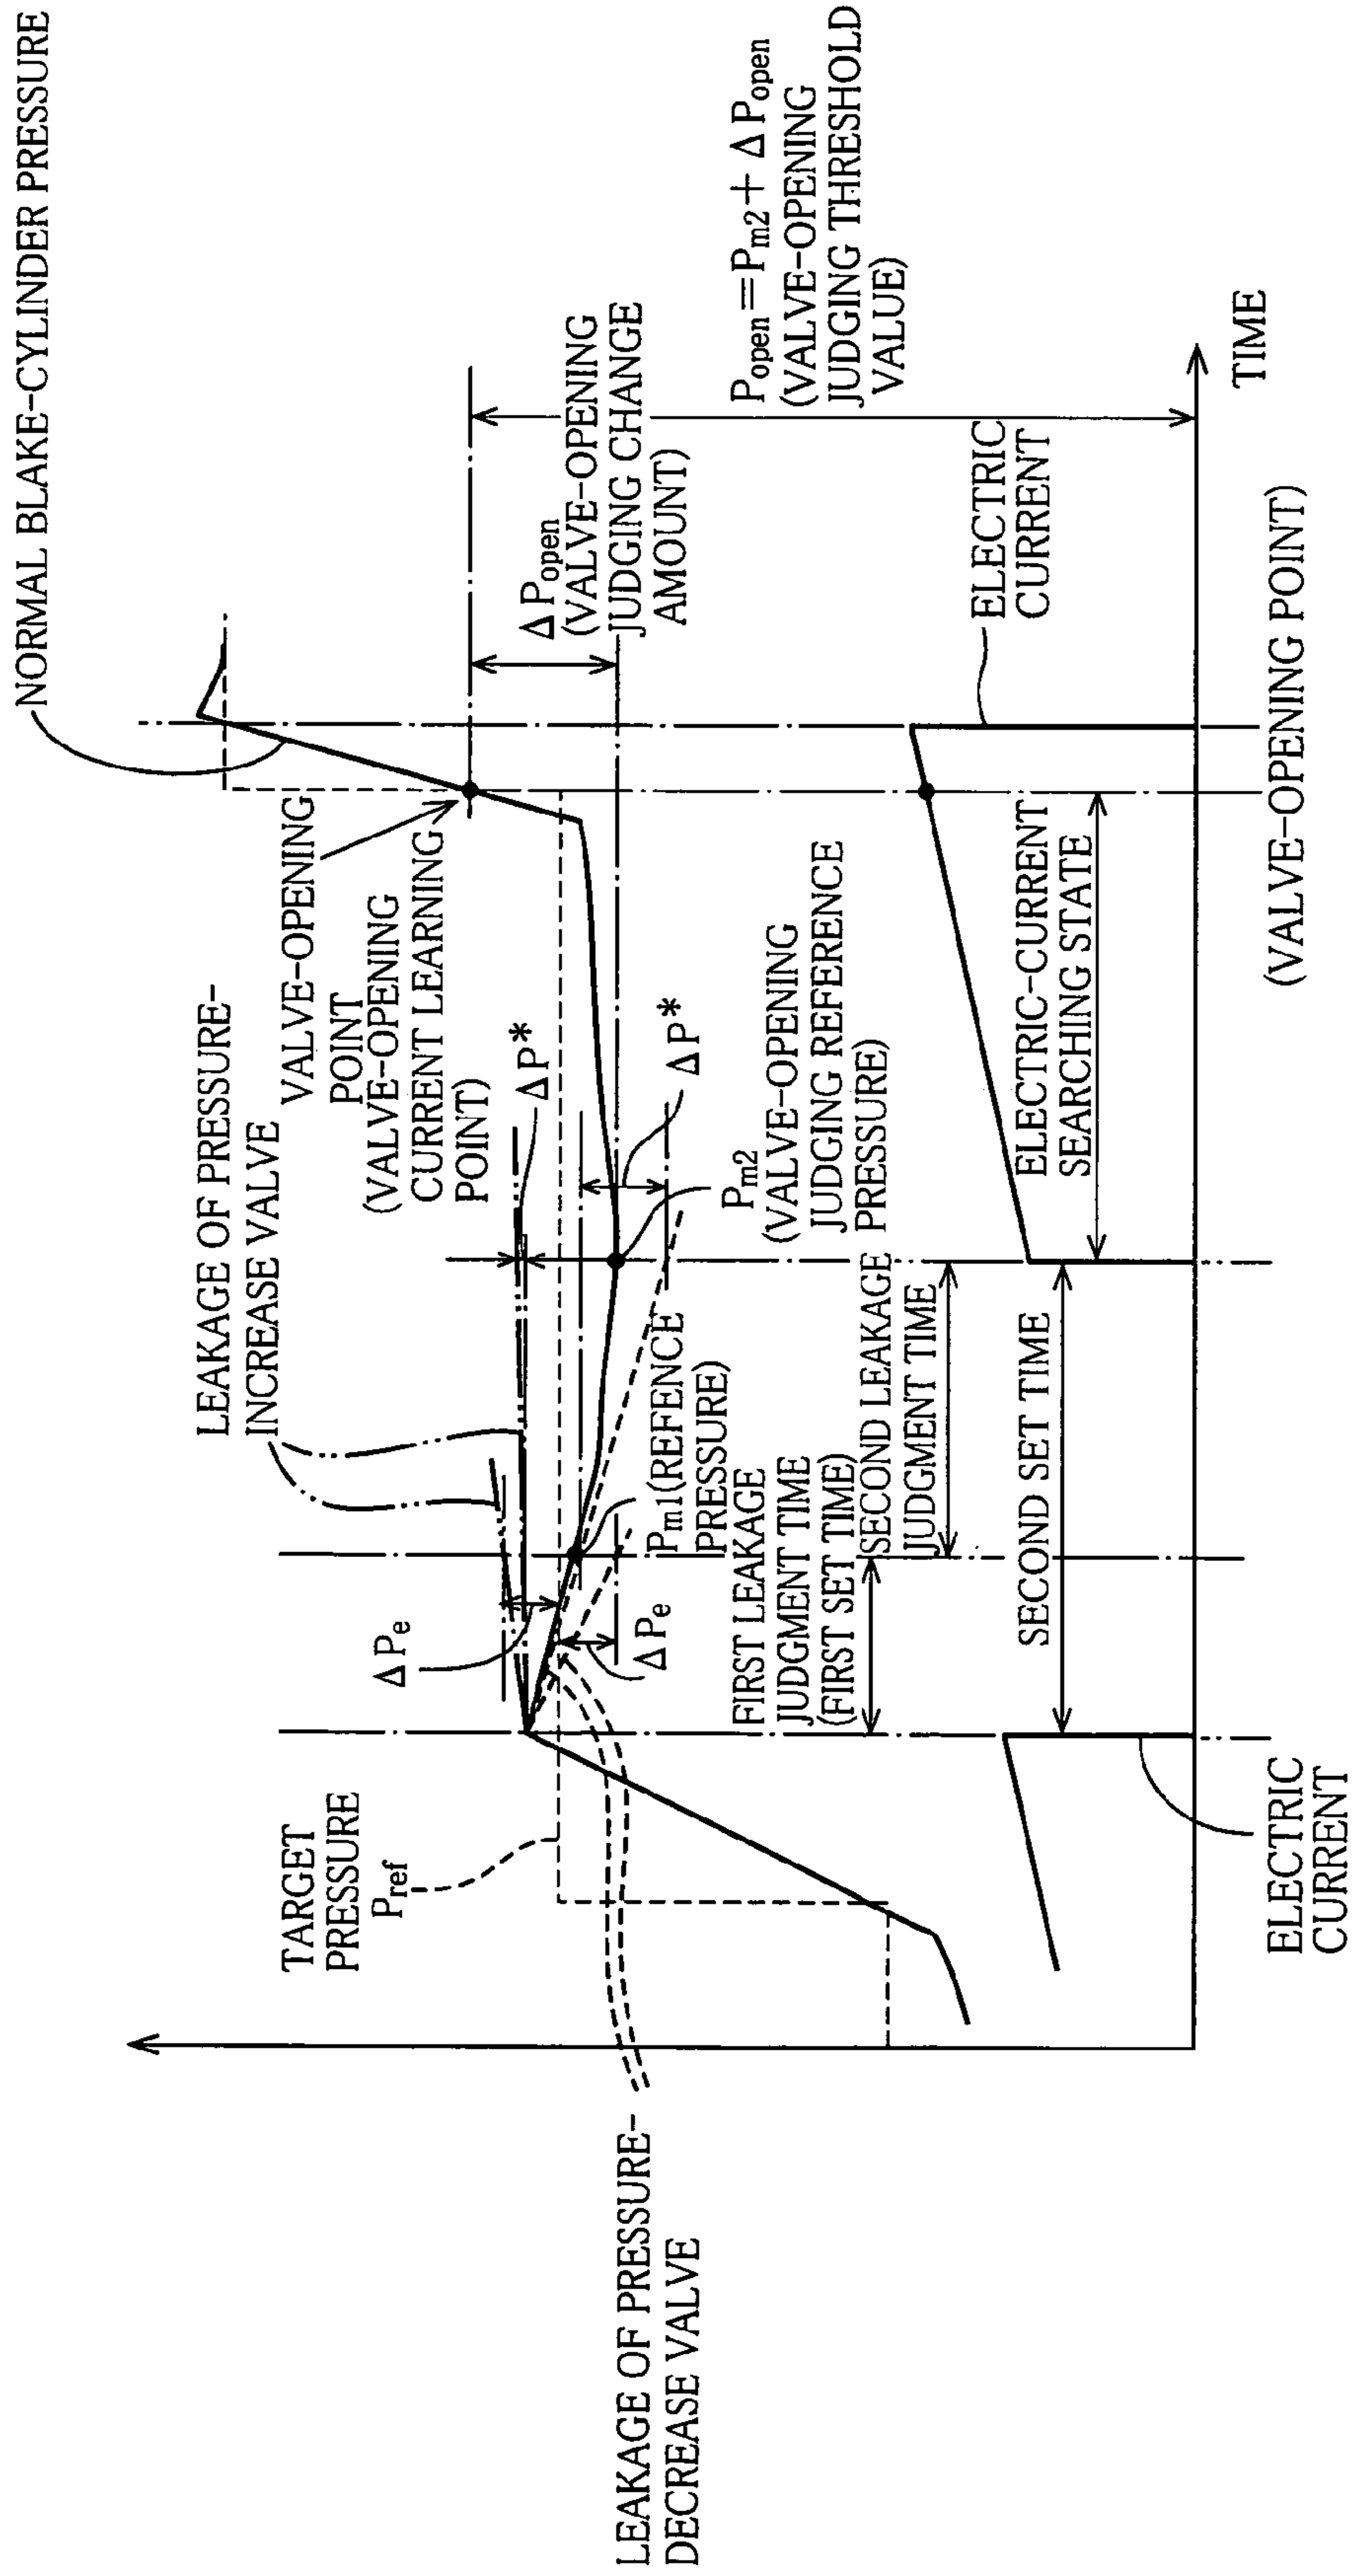 NORMAL BLAKE-CYLINDER PRESSURE
LEAKAGE OF PRESSURE-
INCREASE VALVE
VALVE-OPENING
POINT
(VALVE-OPENING
CURRENT LEARNING
POINT)
TARGET
PRESSURE
Pref
ΔPe
ΔPe
ΔP*
ΔP*
ΔPopen
(VALVE-OPENING
JUDGING CHANGE
AMOUNT)
Popen=Pm2+ΔPopen
(VALVE-OPENING
JUDGING THRESHOLD
VALUE)
Pm1(REFENCE
PRESSURE)
Pm2
(VALVE-OPENING
JUDGING REFERENCE
PRESSURE)
LEAKAGE OF PRESSURE-
DECREASE VALVE
FIRST LEAKAGE
JUDGMENT TIME
(FIRST SET TIME)
SECOND LEAKAGE
JUDGMENT TIME
SECOND SET TIME
ELECTRIC-CURRENT
SEARCHING STATE
ELECTRIC
CURRENT
ELECTRIC
CURRENT
TIME
(VALVE-OPENING POINT)